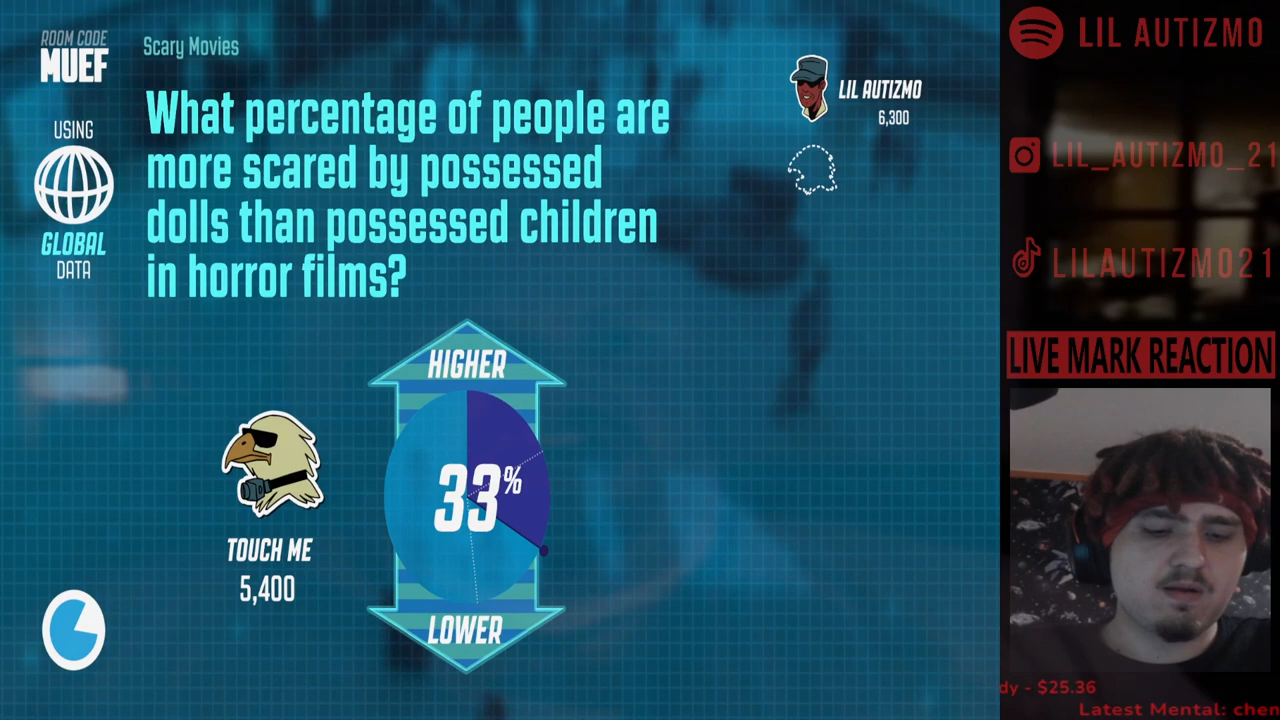 ROOM CODE
MUEF
Scary Movies
What percentage of people are
more scared by possessed
dolls than possessed children
in horror films?
USING
GLOBAL
DATA
LIL AUTIZMO
6,300
HIGHER
33%
LOWER
TOUCH ME
5,400
LIL AUTIZMO
LIL_AUTIZMO_21
LILAUTIZMO21
LIVE MARK REACTION
dy - $25.36
Latest Mental: chen